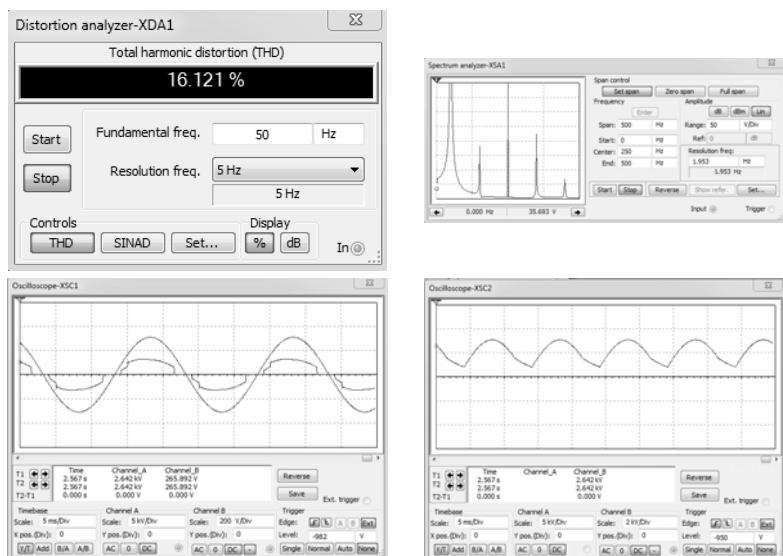 Distortion analyzer-XDA1
Total harmonic distortion (THD)
16.121 %
Start
Fundamental freq.
50
Hz
Stop
Resolution freq.
5 Hz
5 Hz
Controls
Display
THD
SINAD
Set...
%
dB
In
Spectrum analyzer-XSA1
Span control
Set span
Zero span
Full span
Frequency
Amplitude
Enter
dB
dBm
Lin
Span: 500 Hz
Range: 50 V/Div
Start: 0 Hz
Ref: 0 dB
Center: 250 Hz
Resolution freq:
End: 500 Hz
1.953 Hz
1.953 Hz
Start
Stop
Reverse
Show refer.
Set...
0.000 Hz
35.693 V
Input
Trigger
Oscilloscope-XSC1
Time
Channel_A
Channel_B
T1
2.567 s
2.642 kV
265.892 V
T2
2.567 s
2.642 kV
265.892 V
T2-T1
0.000 s
0.000 V
0.000 V
Reverse
Save
Ext. trigger
Timebase
Channel A
Channel B
Trigger
Scale: 5 ms/Div
Scale: 5 kV/Div
Scale: 200 V/Div
Edge:
A
B
Ext
X pos.(Div): 0
Y pos.(Div): 0
Y pos.(Div): 0
Level: -982 V
Y/T
Add
B/A
A/B
AC
0
DC
AC
0
DC
-
Single
Normal
Auto
None
Oscilloscope-XSC2
Time
Channel_A
Channel_B
T1
2.567 s
2.642 kV
T2
2.567 s
2.642 kV
T2-T1
0.000 s
0.000 V
Reverse
Save
Ext. trigger
Timebase
Channel A
Channel B
Trigger
Scale: 5 ms/Div
Scale: 5 kV/Div
Scale: 2 kV/Div
Edge:
A
B
Ext
X pos.(Div): 0
Y pos.(Div): 0
Y pos.(Div): 0
Level: -930 V
Y/T
Add
B/A
A/B
AC
0
DC
AC
0
DC
-
Single
Normal
Auto
None